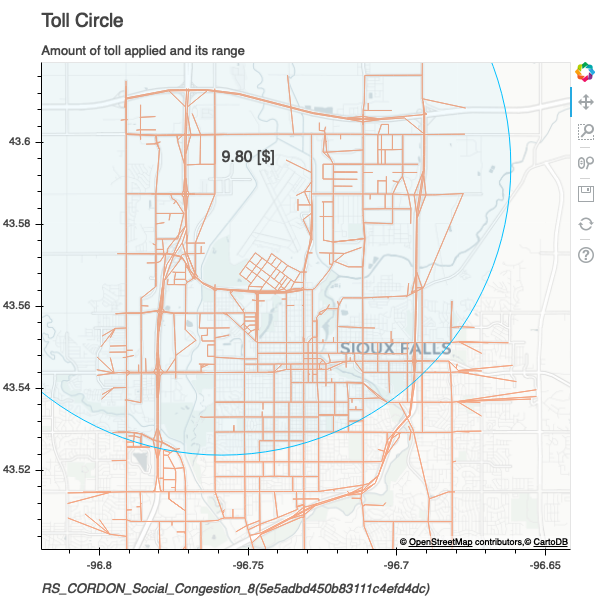 Toll Circle
Amount of toll applied and its range
43.6
9.80 [$]
43.58
43.56
SIOUX FALLS
43.54
43.52
© OpenStreetMap contributors,© CartoDB
-96.8
-96.75
-96.7
-96.65
RS_CORDON_Social_Congestion_8(5e5adbd450b83111c4efd4dc)